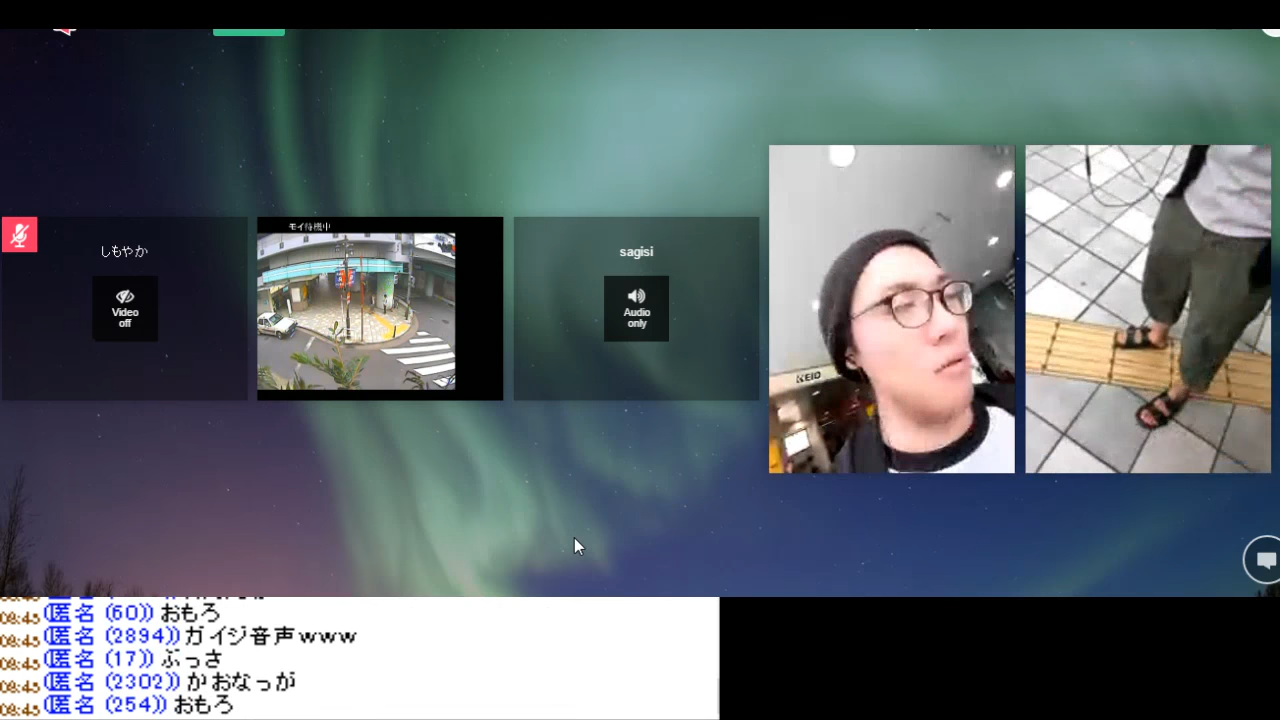 モイ待機中
しもやか
Video
off
sagisi
Audio
only
KEIO
08:45 (匿名 (60)) おもろ
08:45 (匿名 (2894)) ガイジ音声www
08:45 (匿名 (17)) ぶっさ
08:45 (匿名 (2302)) かおなっが
08:45 (匿名 (254)) おもろ